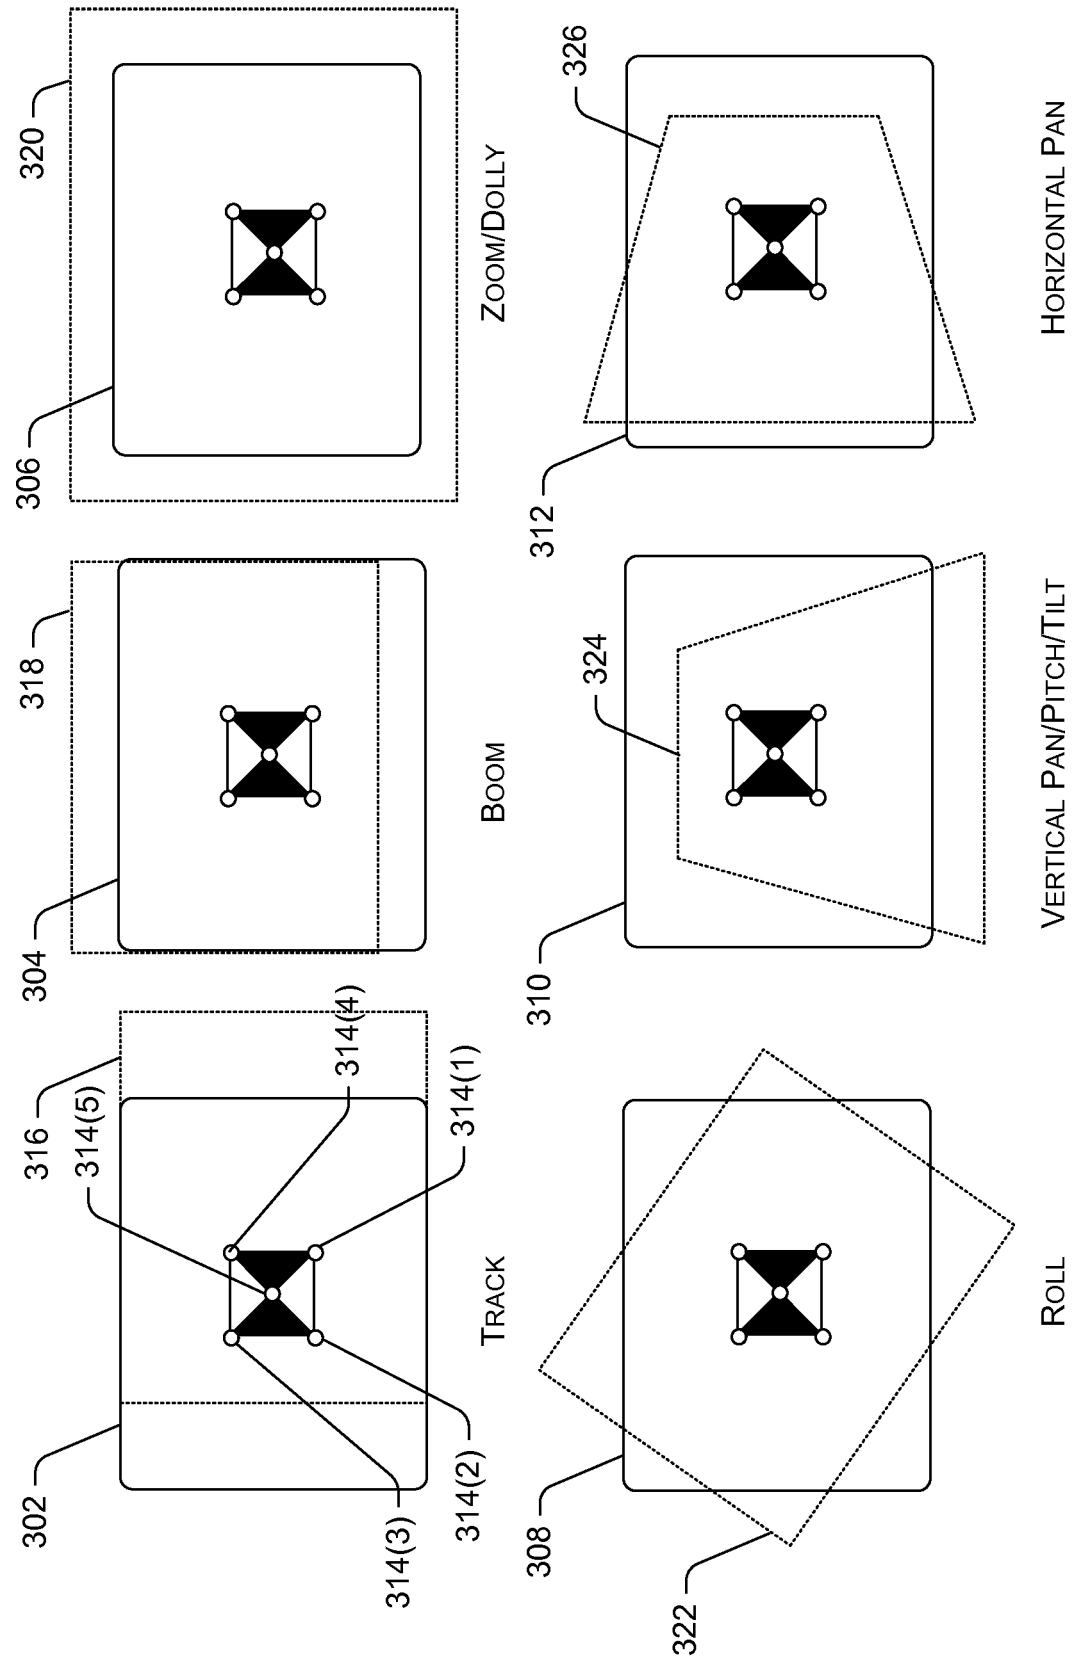 302
316
314(5)
314(4)
314(1)
314(3)
314(2)
TRACK
304
318
BOOM
306
320
ZOOM/DOLLY
308
322
ROLL
310
324
VERTICAL PAN/PITCH/TILT
312
326
HORIZONTAL PAN